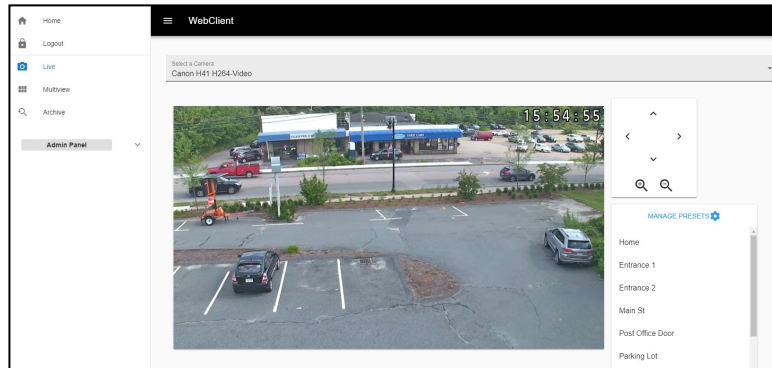 Home
Logout
Live
Multiview
Archive
Admin Panel
WebClient
Select a Camera
Canon H41 H264-Video
15:54:55
MANAGE PRESETS
Home
Entrance 1
Entrance 2
Main St
Post Office Door
Parking Lot